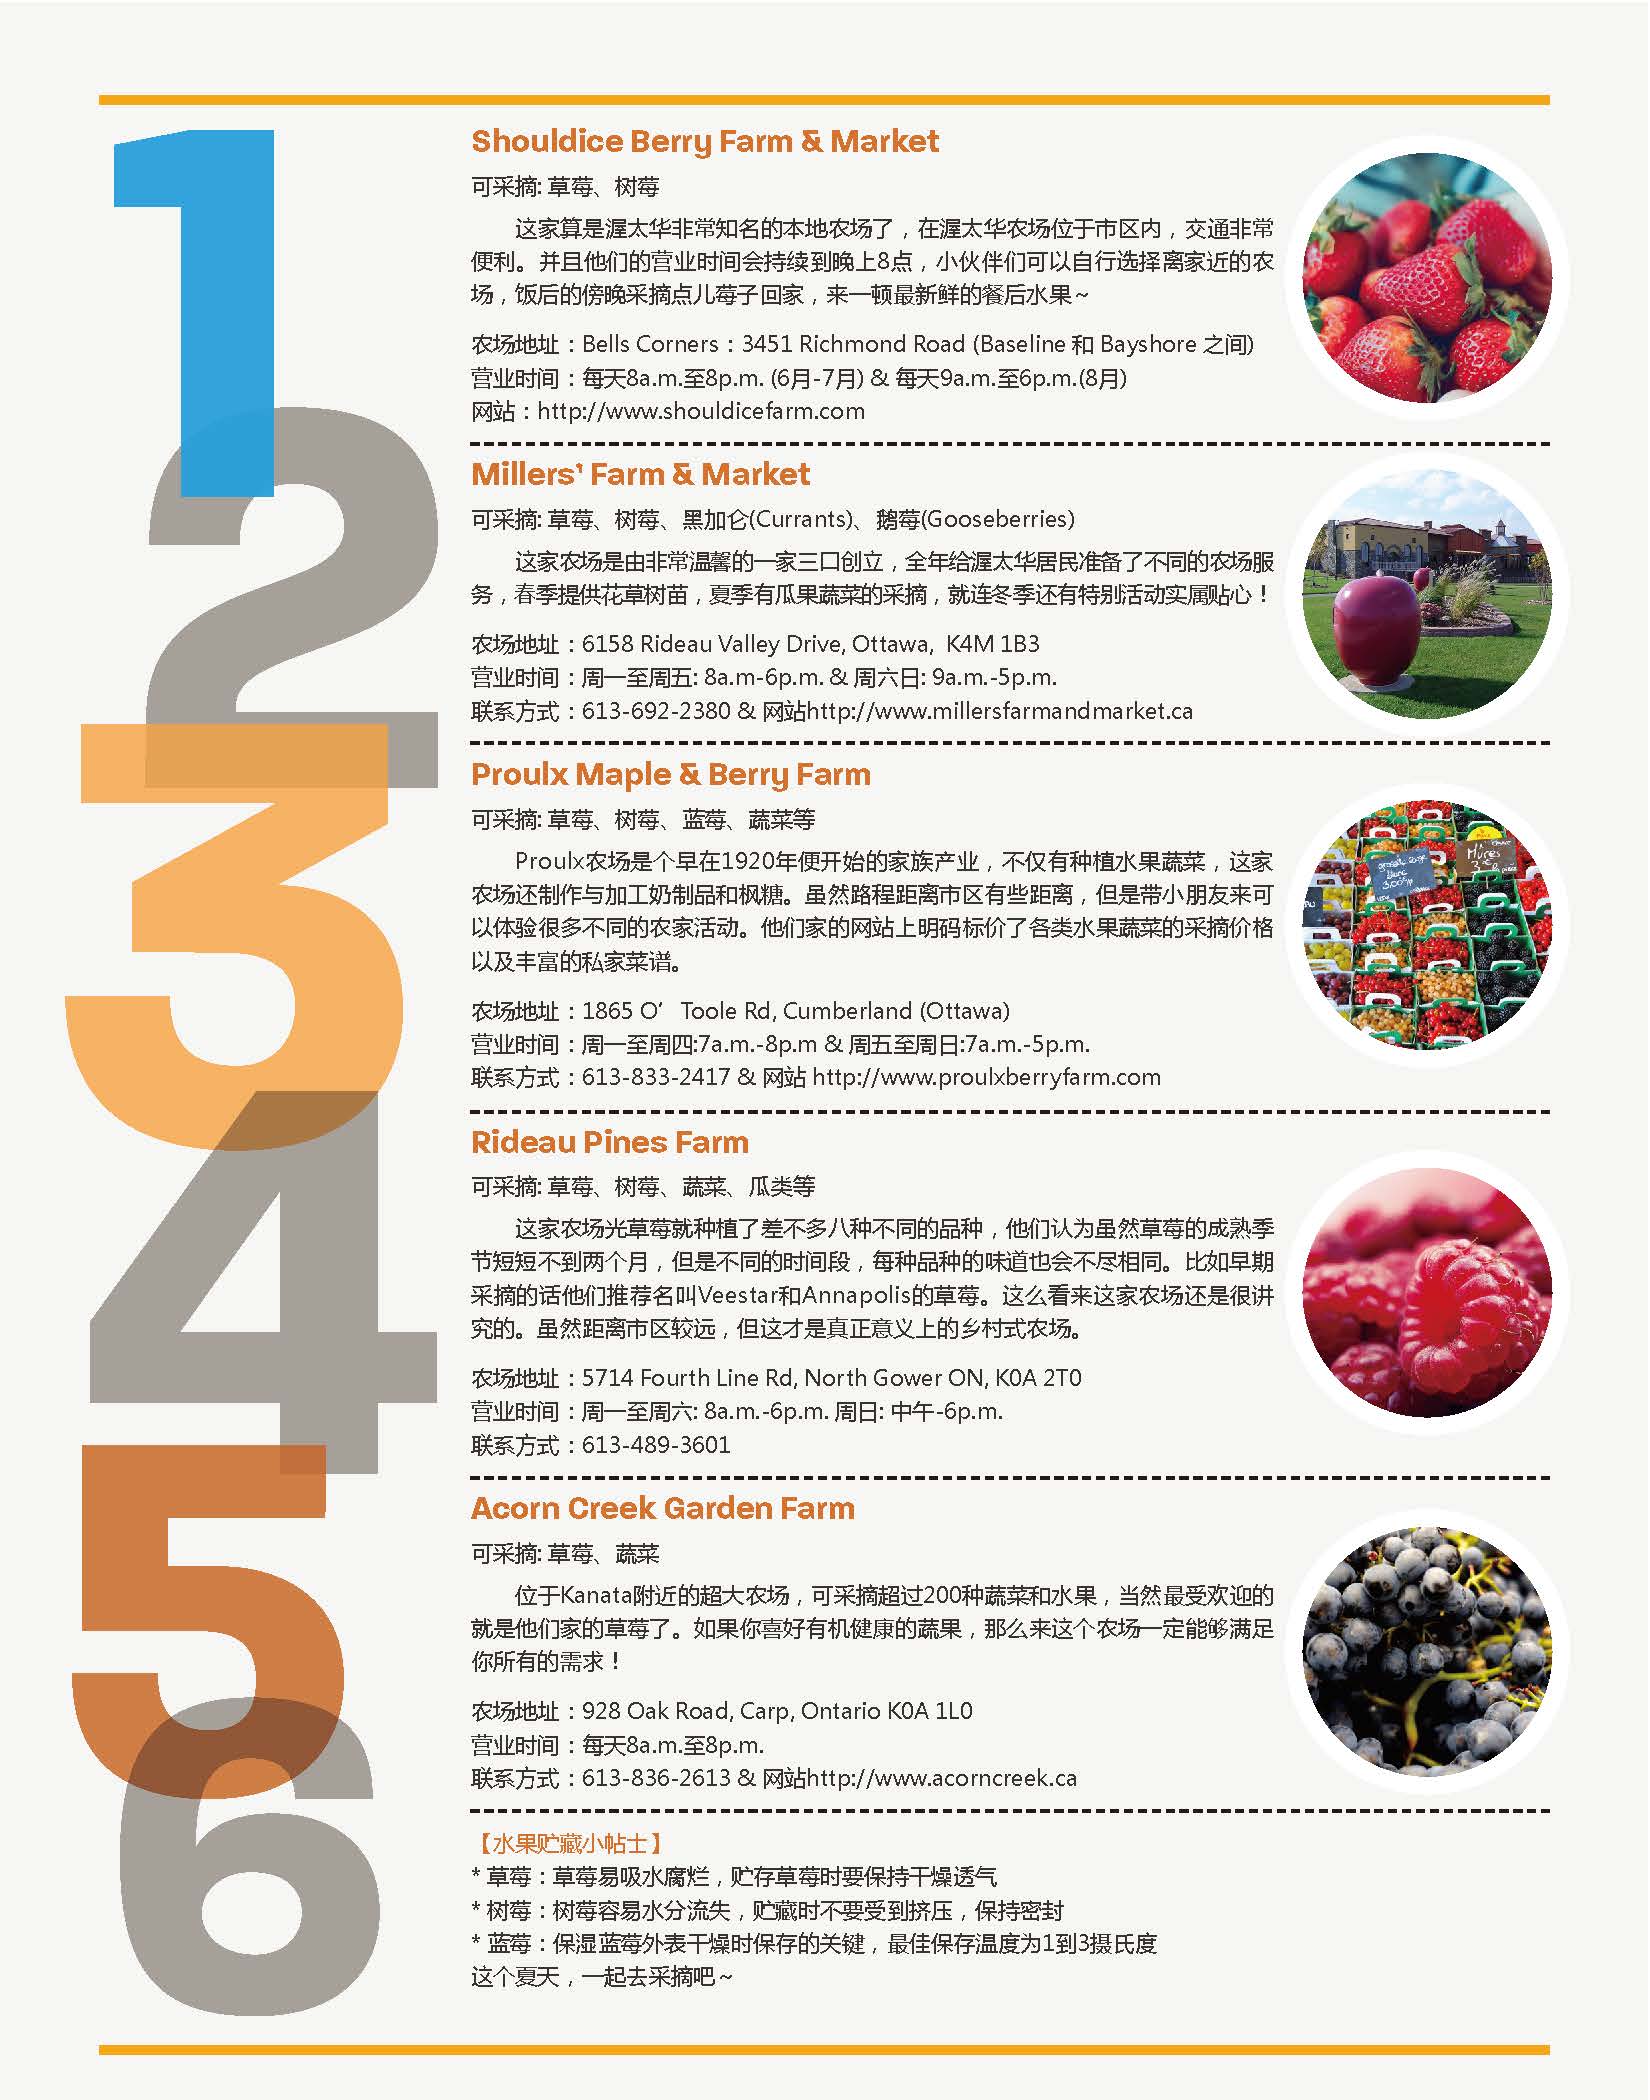 1
2
3
4
5
6
Shouldice Berry Farm & Market
可采摘: 草莓、树莓
这家算是渥太华非常知名的本地农场了，在渥太华农场位于市区内，交通非常
便利。并且他们的营业时间会持续到晚上8点，小伙伴们可以自行选择离家近的农
场，饭后的傍晚采摘点儿莓子回家，来一顿最新鲜的餐后水果~
农场地址：Bells Corners：3451 Richmond Road (Baseline 和 Bayshore 之间)
营业时间：每天8a.m.至8p.m. (6月-7月) & 每天9a.m.至6p.m.(8月)
网站：http://www.shouldicefarm.com
Millers' Farm & Market
可采摘: 草莓、树莓、黑加仑(Currants)、鹅莓(Gooseberries)
这家农场是由非常温馨的一家三口创立，全年给渥太华居民准备了不同的农场服
务，春季提供花草树苗，夏季有瓜果蔬菜的采摘，就连冬季还有特别活动实属贴心！
农场地址：6158 Rideau Valley Drive, Ottawa, K4M 1B3
营业时间：周一至周五: 8a.m-6p.m. & 周六日: 9a.m.-5p.m.
联系方式：613-692-2380 & 网站http://www.millersfarmandmarket.ca
Proulx Maple & Berry Farm
可采摘: 草莓、树莓、蓝莓、蔬菜等
Proulx农场是个早在1920年便开始的家族产业，不仅有种植水果蔬菜，这家
农场还制作与加工奶制品和枫糖。虽然路程距离市区有些距离，但是带小朋友来可
以体验很多不同的农家活动。他们家的网站上明码标价了各类水果蔬菜的采摘价格
以及丰富的私家菜谱。
农场地址：1865 O’Toole Rd, Cumberland (Ottawa)
营业时间：周一至周四:7a.m.-8p.m & 周五至周日:7a.m.-5p.m.
联系方式：613-833-2417 & 网站 http://www.proulxberryfarm.com
Mûres
Rideau Pines Farm
可采摘: 草莓、树莓、蔬菜、瓜类等
这家农场光草莓就种植了差不多八种不同的品种，他们认为虽然草莓的成熟季
节短短不到两个月，但是不同的时间段，每种品种的味道也会不尽相同。比如早期
采摘的话他们推荐名叫Veestar和Annapolis的草莓。这么看来这家农场还是很讲
究的。虽然距离市区较远，但这才是真正意义上的乡村式农场。
农场地址：5714 Fourth Line Rd, North Gower ON, K0A 2T0
营业时间：周一至周六: 8a.m.-6p.m. 周日: 中午-6p.m.
联系方式：613-489-3601
Acorn Creek Garden Farm
可采摘: 草莓、蔬菜
位于Kanata附近的超大农场，可采摘超过200种蔬菜和水果，当然最受欢迎的
就是他们家的草莓了。如果你喜好有机健康的蔬果，那么来这个农场一定能够满足
你所有的需求！
农场地址：928 Oak Road, Carp, Ontario K0A 1L0
营业时间：每天8a.m.至8p.m.
联系方式：613-836-2613 & 网站http://www.acorncreek.ca
【水果贮藏小帖士】
* 草莓：草莓易吸水腐烂，贮存草莓时要保持干燥透气
* 树莓：树莓容易水分流失，贮藏时不要受到挤压，保持密封
* 蓝莓：保湿蓝莓外表干燥时保存的关键，最佳保存温度为1到3摄氏度
这个夏天，一起去采摘吧~